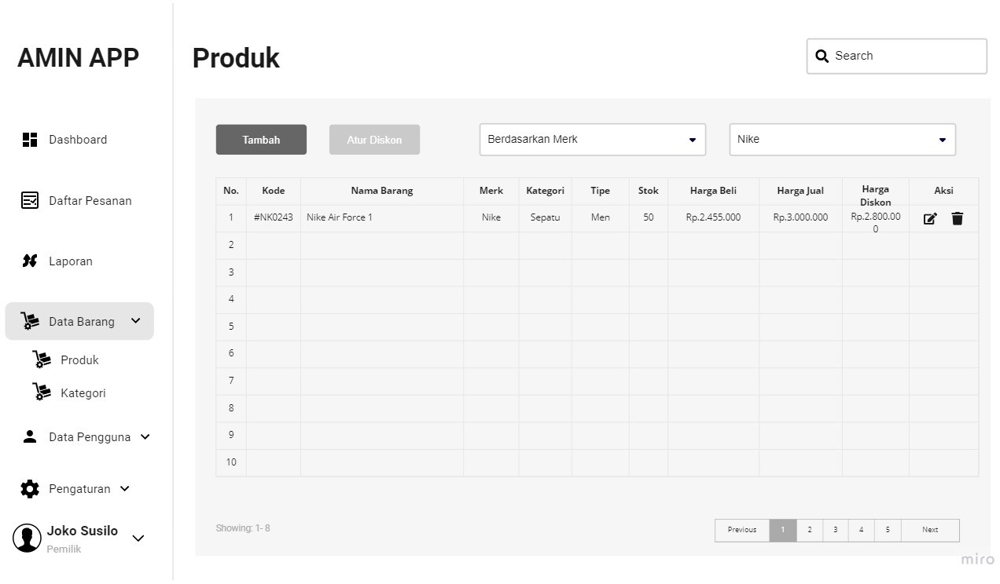 AMIN APP
Dashboard
Daftar Pesanan
Laporan
Data Barang
Produk
Kategori
Data Pengguna
Pengaturan
Joko Susilo
Pemilik
Produk
Search
Tambah
Atur Diskon
Berdasarkan Merk
Nike
No. Kode Nama Barang Merk Kategori Tipe Stok Harga Beli Harga Jual Harga Diskon Aksi
1 #NK0243 Nike Air Force 1 Nike Sepatu Men 50 Rp.2.455.000 Rp.3.000.000 Rp.2.800.000
2
3
4
5
6
7
8
9
10
Showing: 1- 8
Previous 1 2 3 4 5 Next
miro